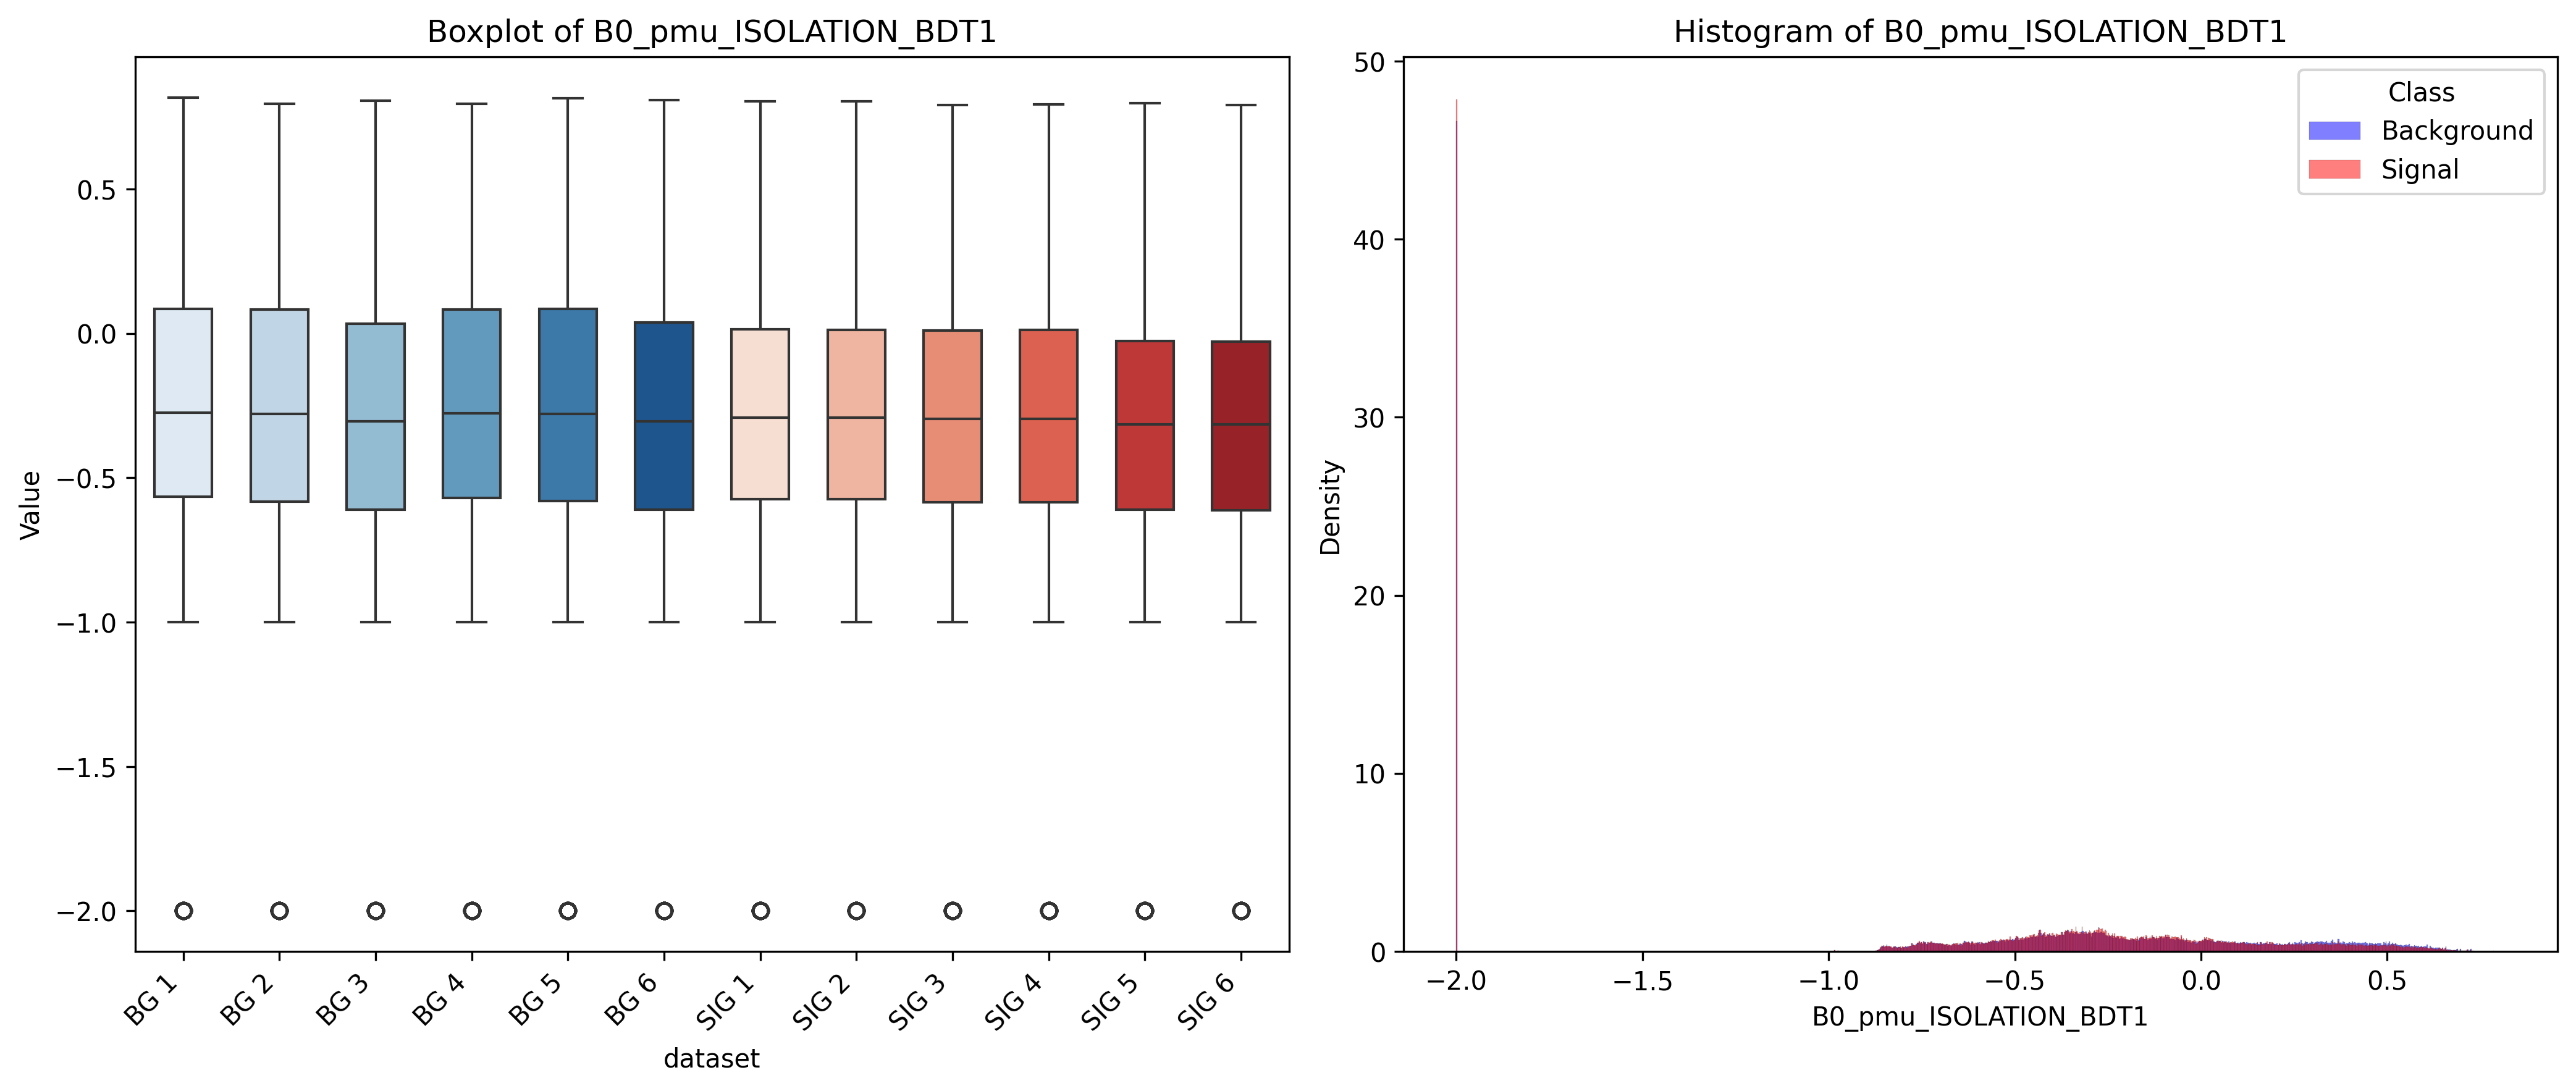 Boxplot of B0_pmu_ISOLATION_BDT1
Value
0.5
0.0
−0.5
−1.0
−1.5
−2.0
BG 1
BG 2
BG 3
BG 4
BG 5
BG 6
SIG 1
SIG 2
SIG 3
SIG 4
SIG 5
SIG 6
dataset
Histogram of B0_pmu_ISOLATION_BDT1
Class
Background
Signal
Density
50
40
30
20
10
0
−2.0
−1.5
−1.0
−0.5
0.0
0.5
B0_pmu_ISOLATION_BDT1